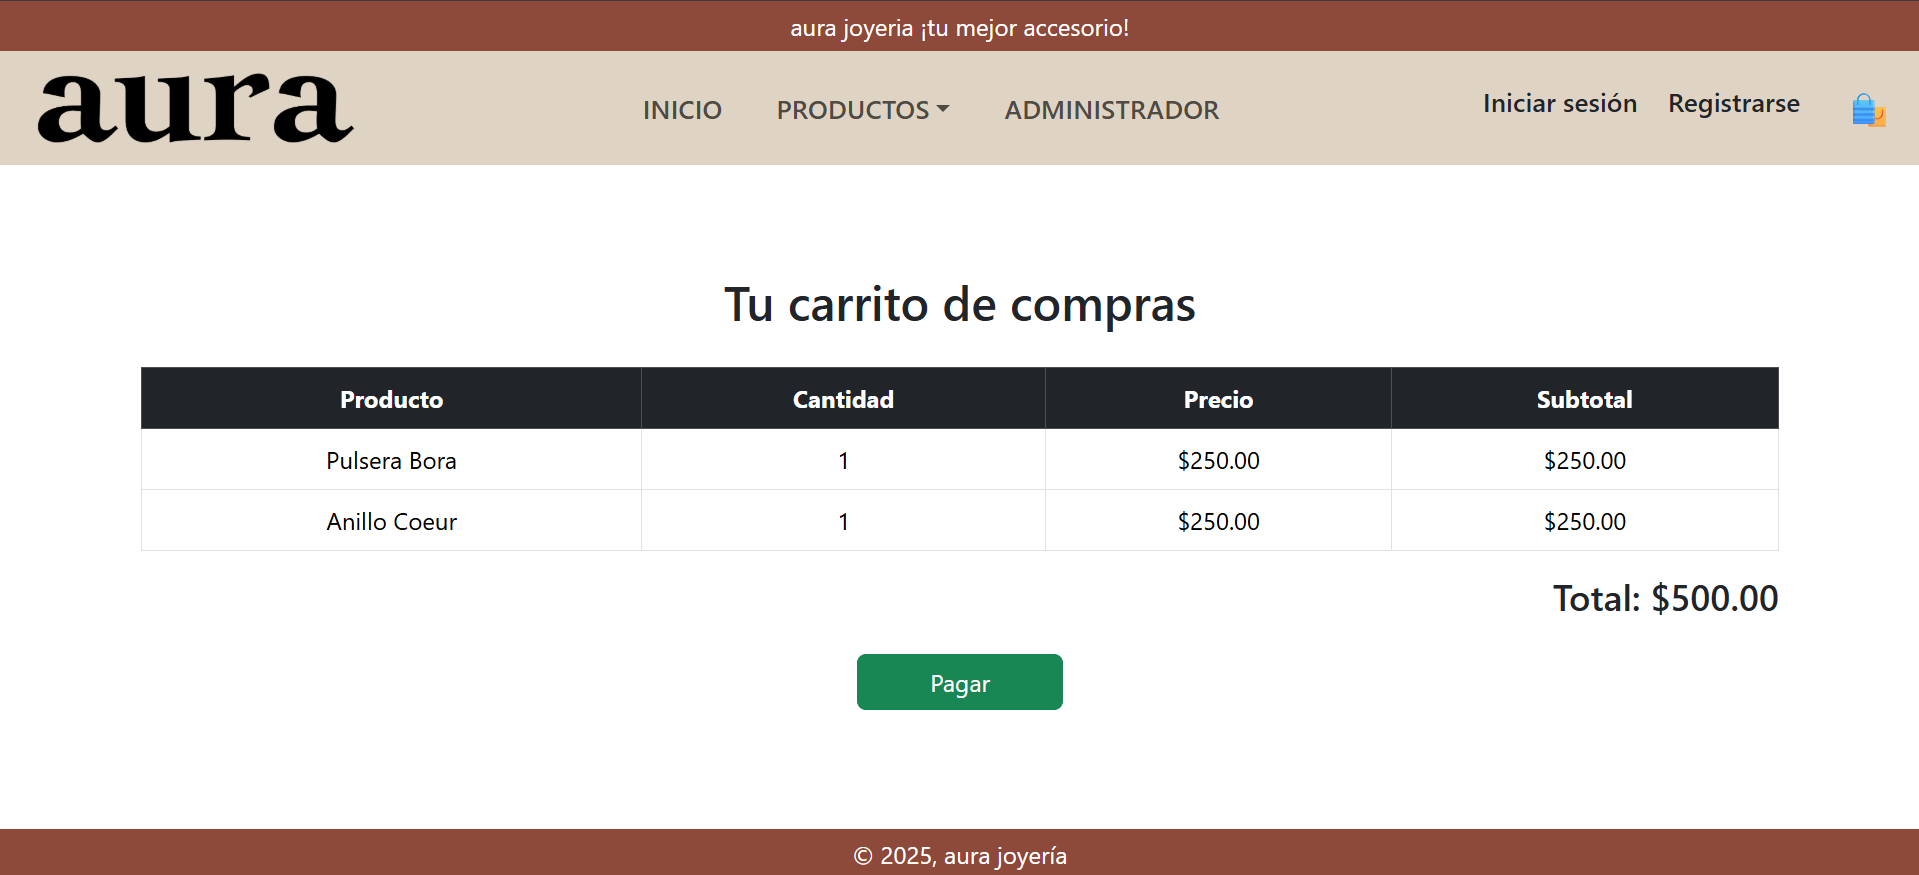 aura joyeria ¡tu mejor accesorio!
aura
INICIO PRODUCTOS ADMINISTRADOR Iniciar sesión Registrarse
Tu carrito de compras
Producto Cantidad Precio Subtotal
Pulsera Bora 1 $250.00 $250.00
Anillo Coeur 1 $250.00 $250.00
Total: $500.00
Pagar
© 2025, aura joyería